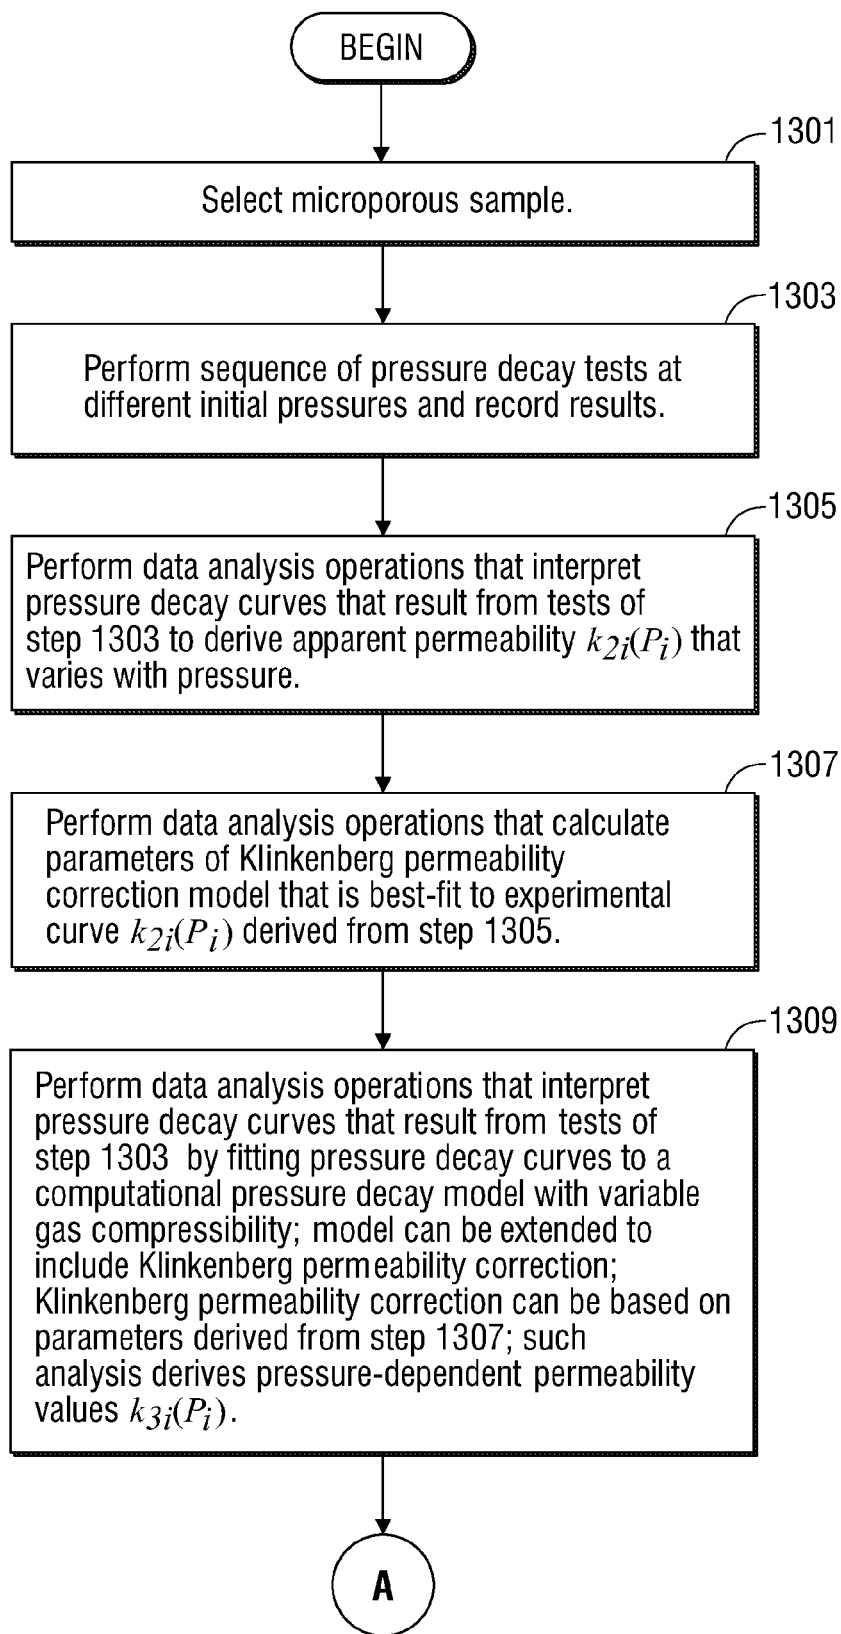 BEGIN
1301
Select microporous sample.
1303
Perform sequence of pressure decay tests at
different initial pressures and record results.
1305
Perform data analysis operations that interpret
pressure decay curves that result from tests of
step 1303 to derive apparent permeability k2i(Pi) that
varies with pressure.
1307
Perform data analysis operations that calculate
parameters of Klinkenberg permeability
correction model that is best-fit to experimental
curve k2i(Pi) derived from step 1305.
1309
Perform data analysis operations that interpret
pressure decay curves that result from tests of
step 1303 by fitting pressure decay curves to a
computational pressure decay model with variable
gas compressibility; model can be extended to
include Klinkenberg permeability correction;
Klinkenberg permeability correction can be based on
parameters derived from step 1307; such
analysis derives pressure-dependent permeability
values k3i(Pi).
A